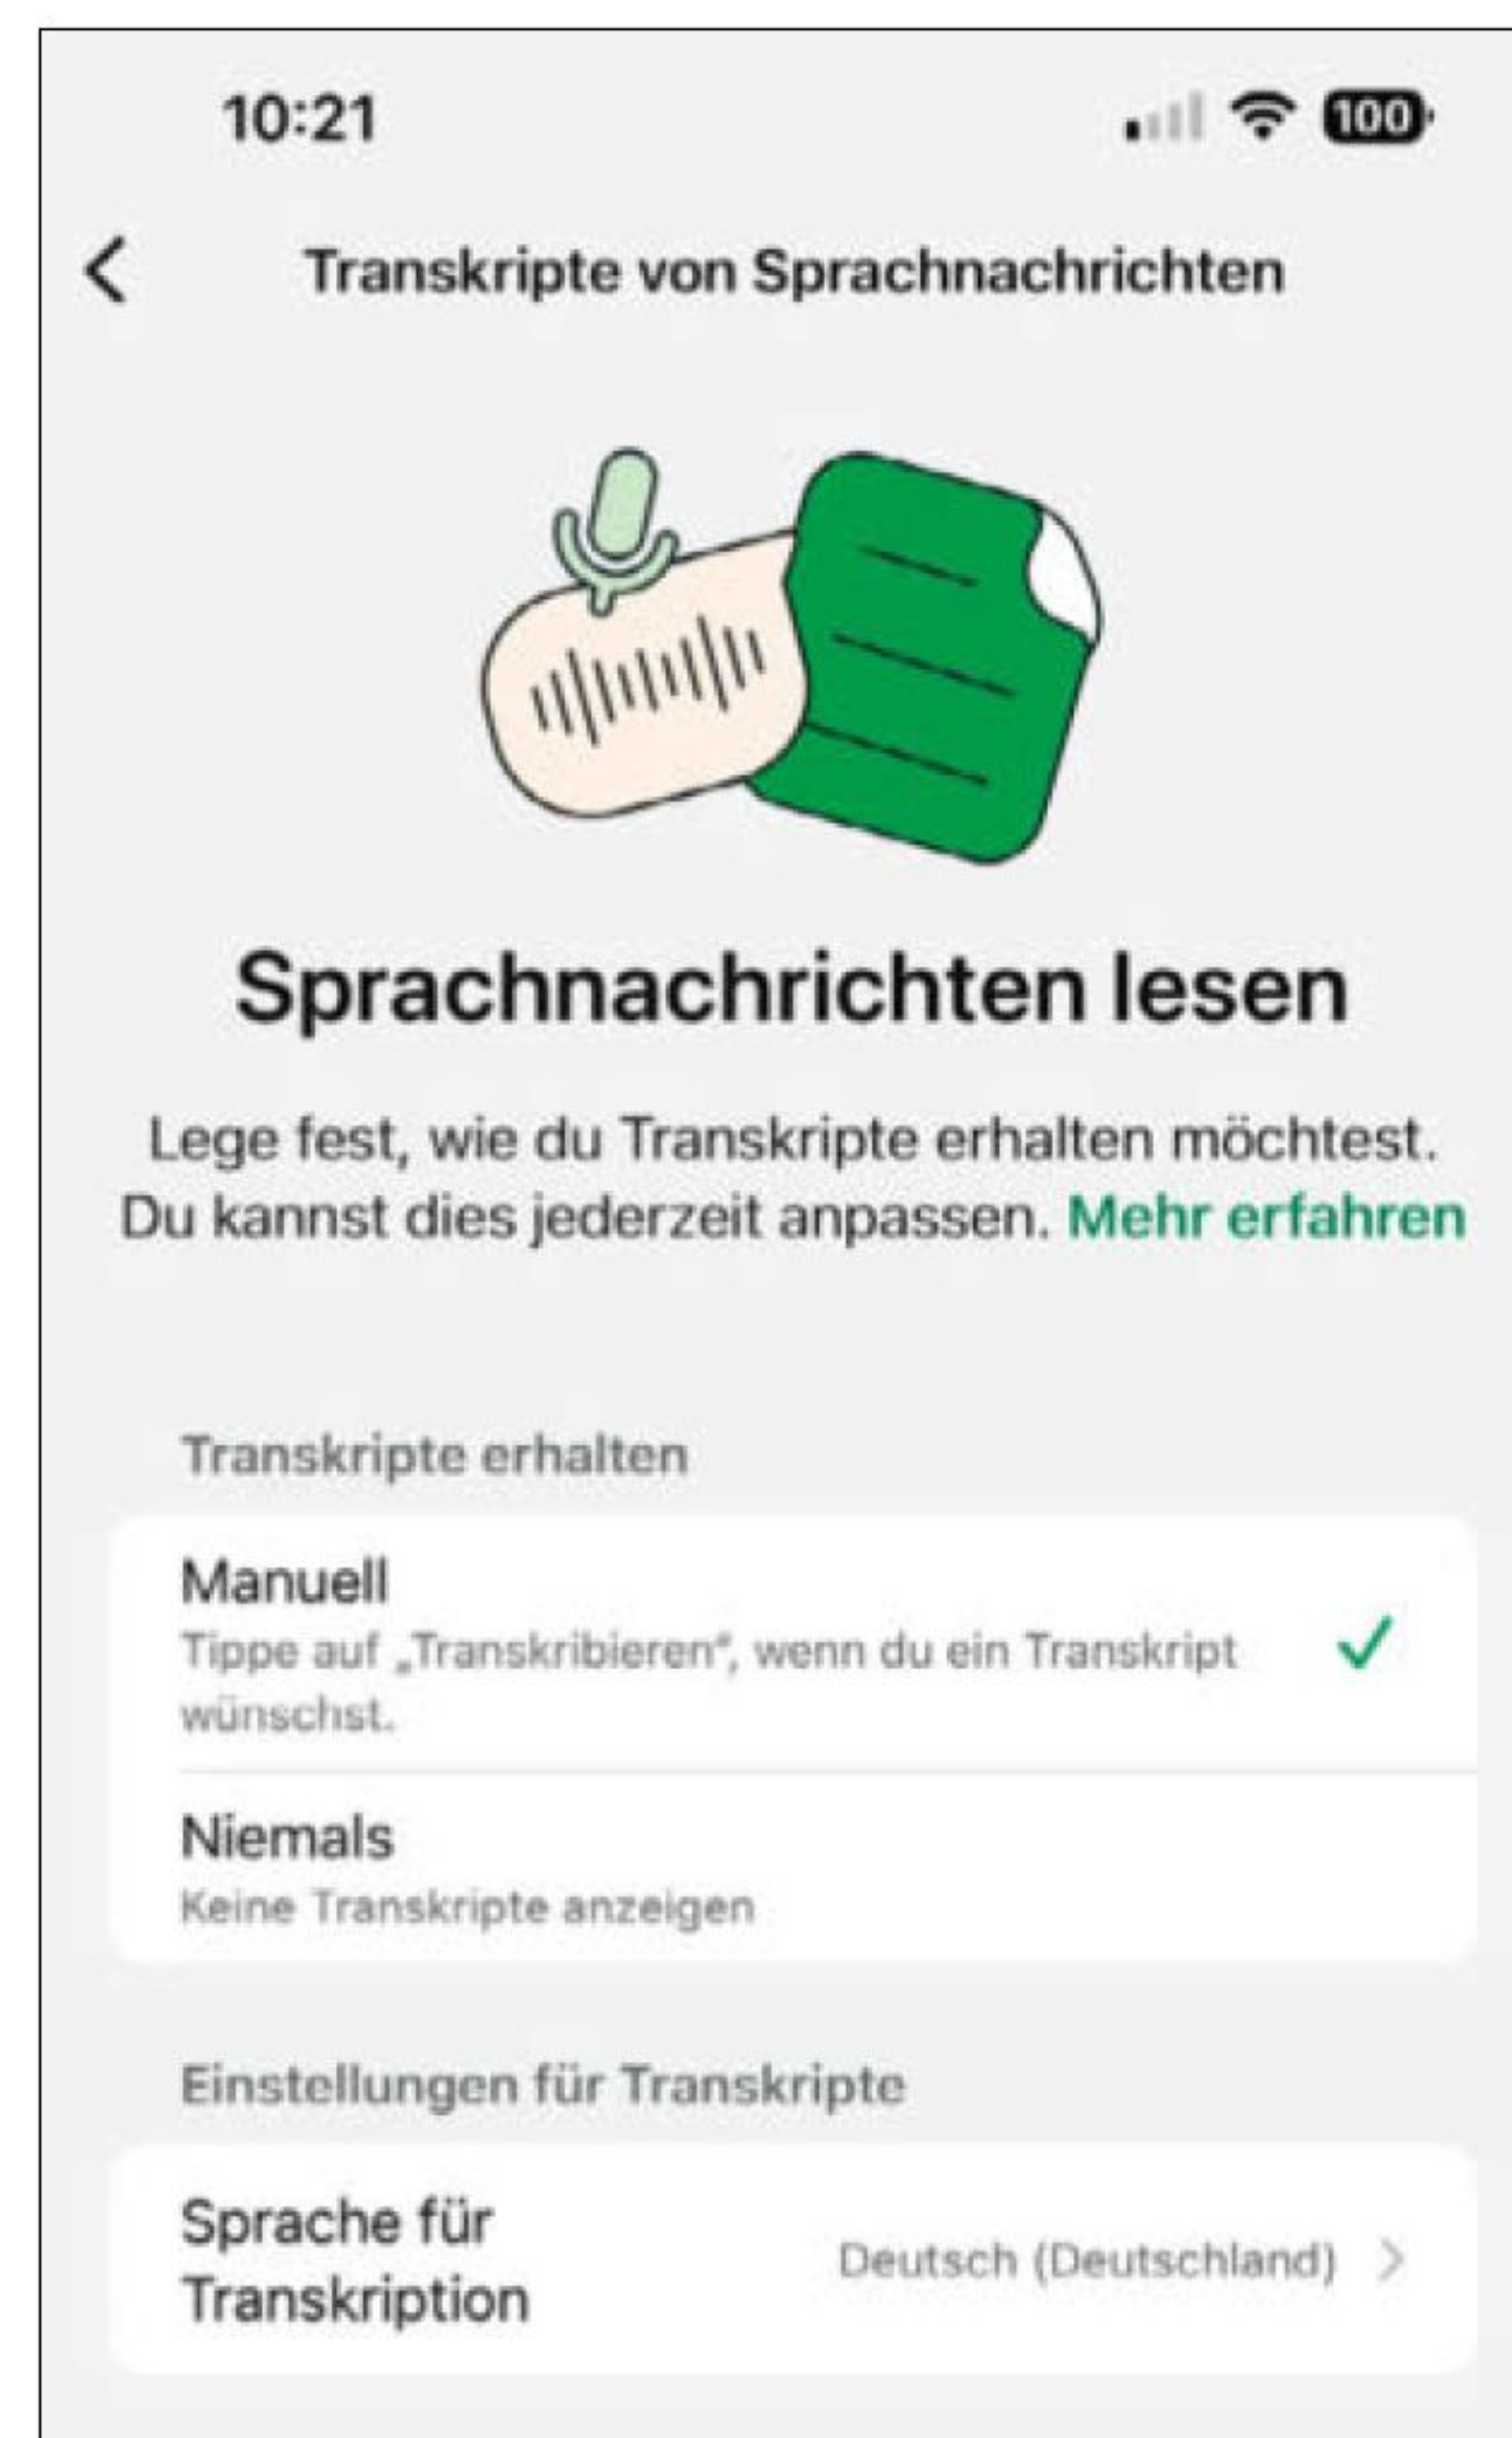 10:21
100
Transkripte von Sprachnachrichten
Sprachnachrichten lesen
Lege fest, wie du Transkripte erhalten möchtest.
Du kannst dies jederzeit anpassen. Mehr erfahren
Transkripte erhalten
Manuell
Tippe auf „Transkribieren“, wenn du ein Transkript
wünschst.
Niemals
Keine Transkripte anzeigen
Einstellungen für Transkripte
Sprache für
Transkription
Deutsch (Deutschland)